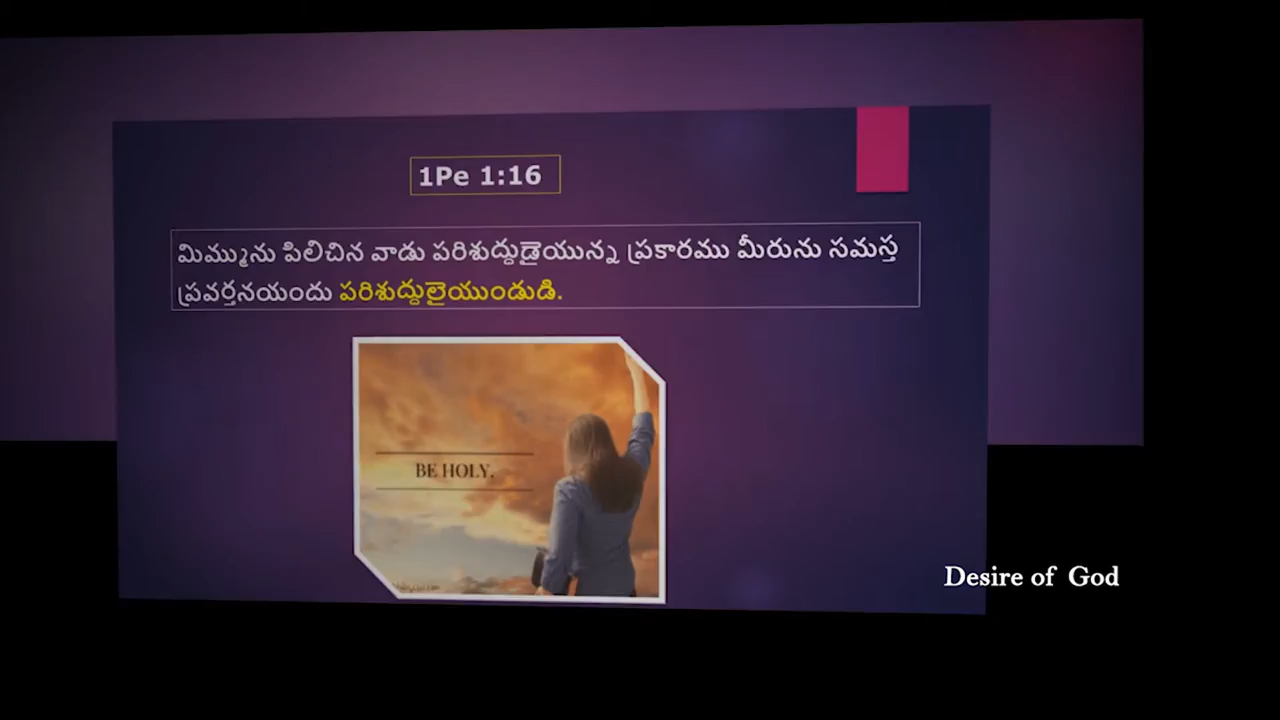 1Pe 1:16
మిమ్మును పిలిచిన వాడు పరిశుద్ధుడైయున్న ప్రకారము మీరును సమస్త
ప్రవర్తనయందు పరిశుద్ధులైయుండుడి.
BE HOLY.
Desire of God